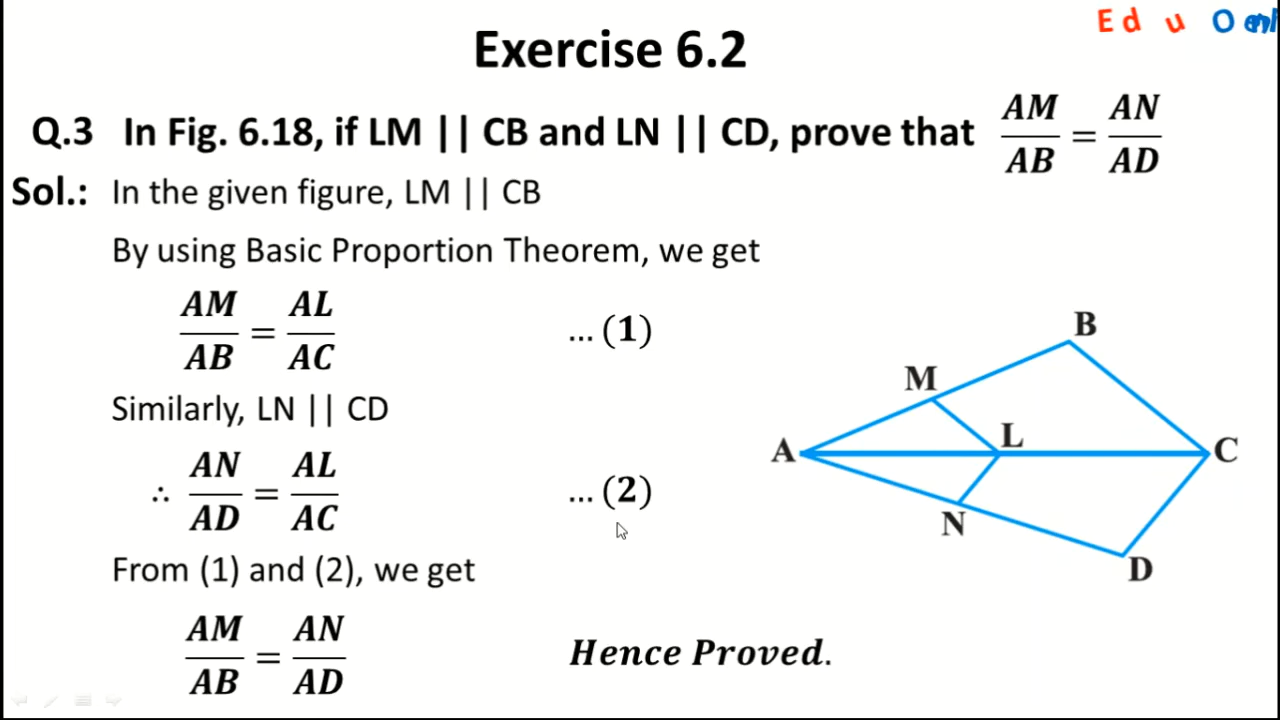 Edu
Exercise 6.2
Q.3 In Fig. 6.18, if LM || CB and LN || CD, prove that AM/AB = AN/AD
Sol.: In the given figure, LM || CB
By using Basic Proportion Theorem, we get
AM/AB = AL/AC ... (1)
Similarly, LN || CD
∴ AN/AD = AL/AC ... (2)
From (1) and (2), we get
AM/AB = AN/AD Hence Proved.
B
M
A
L
C
N
D